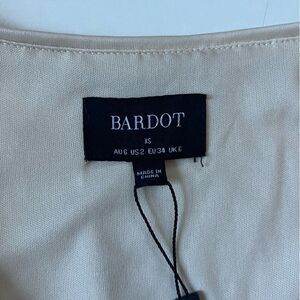 BARDOT
XS
AU6 US2 EU34 UK6
MADE IN
CHINA